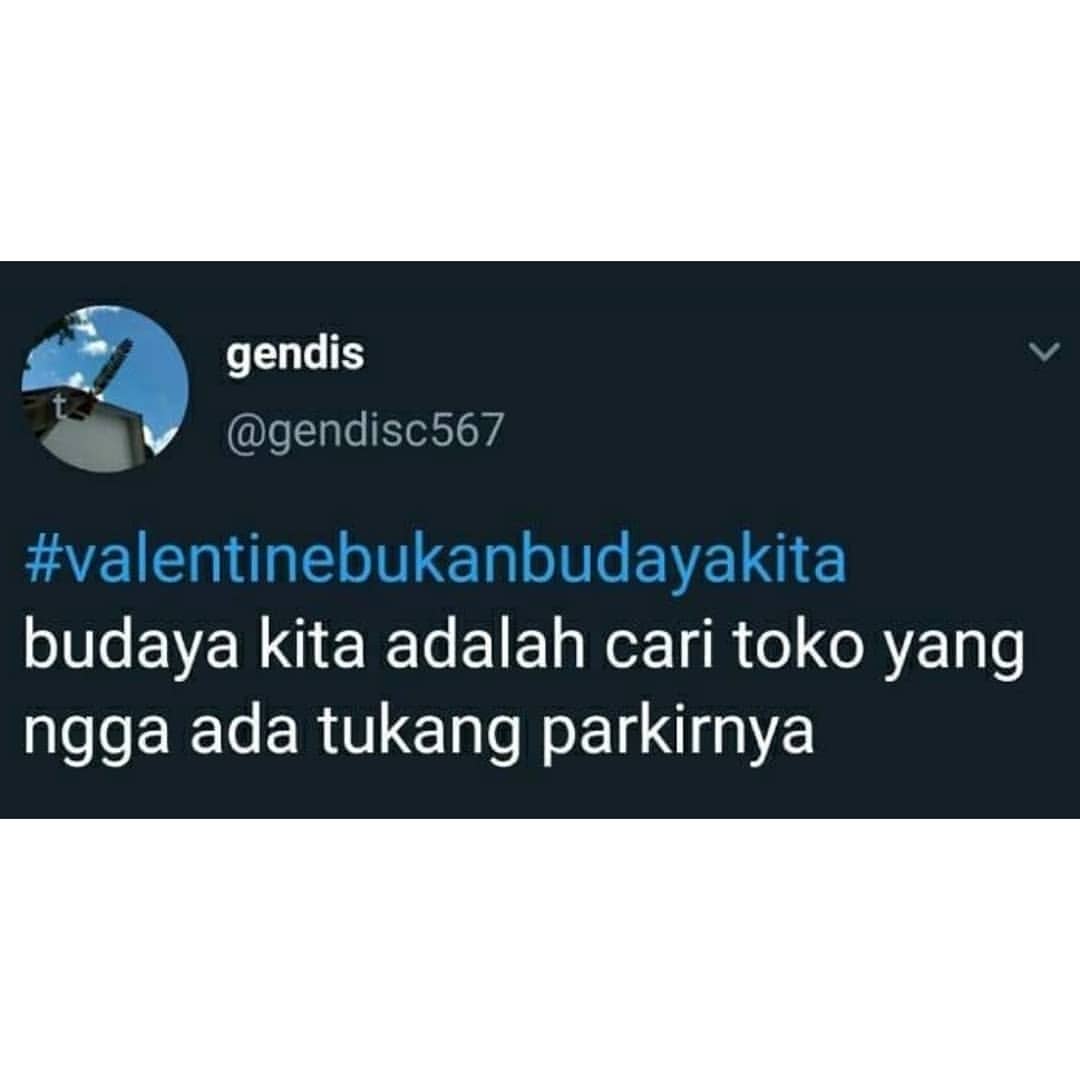 gendis
@gendisc567
#valentinebukanbudayakita
budaya kita adalah cari toko yang
ngga ada tukang parkirnya